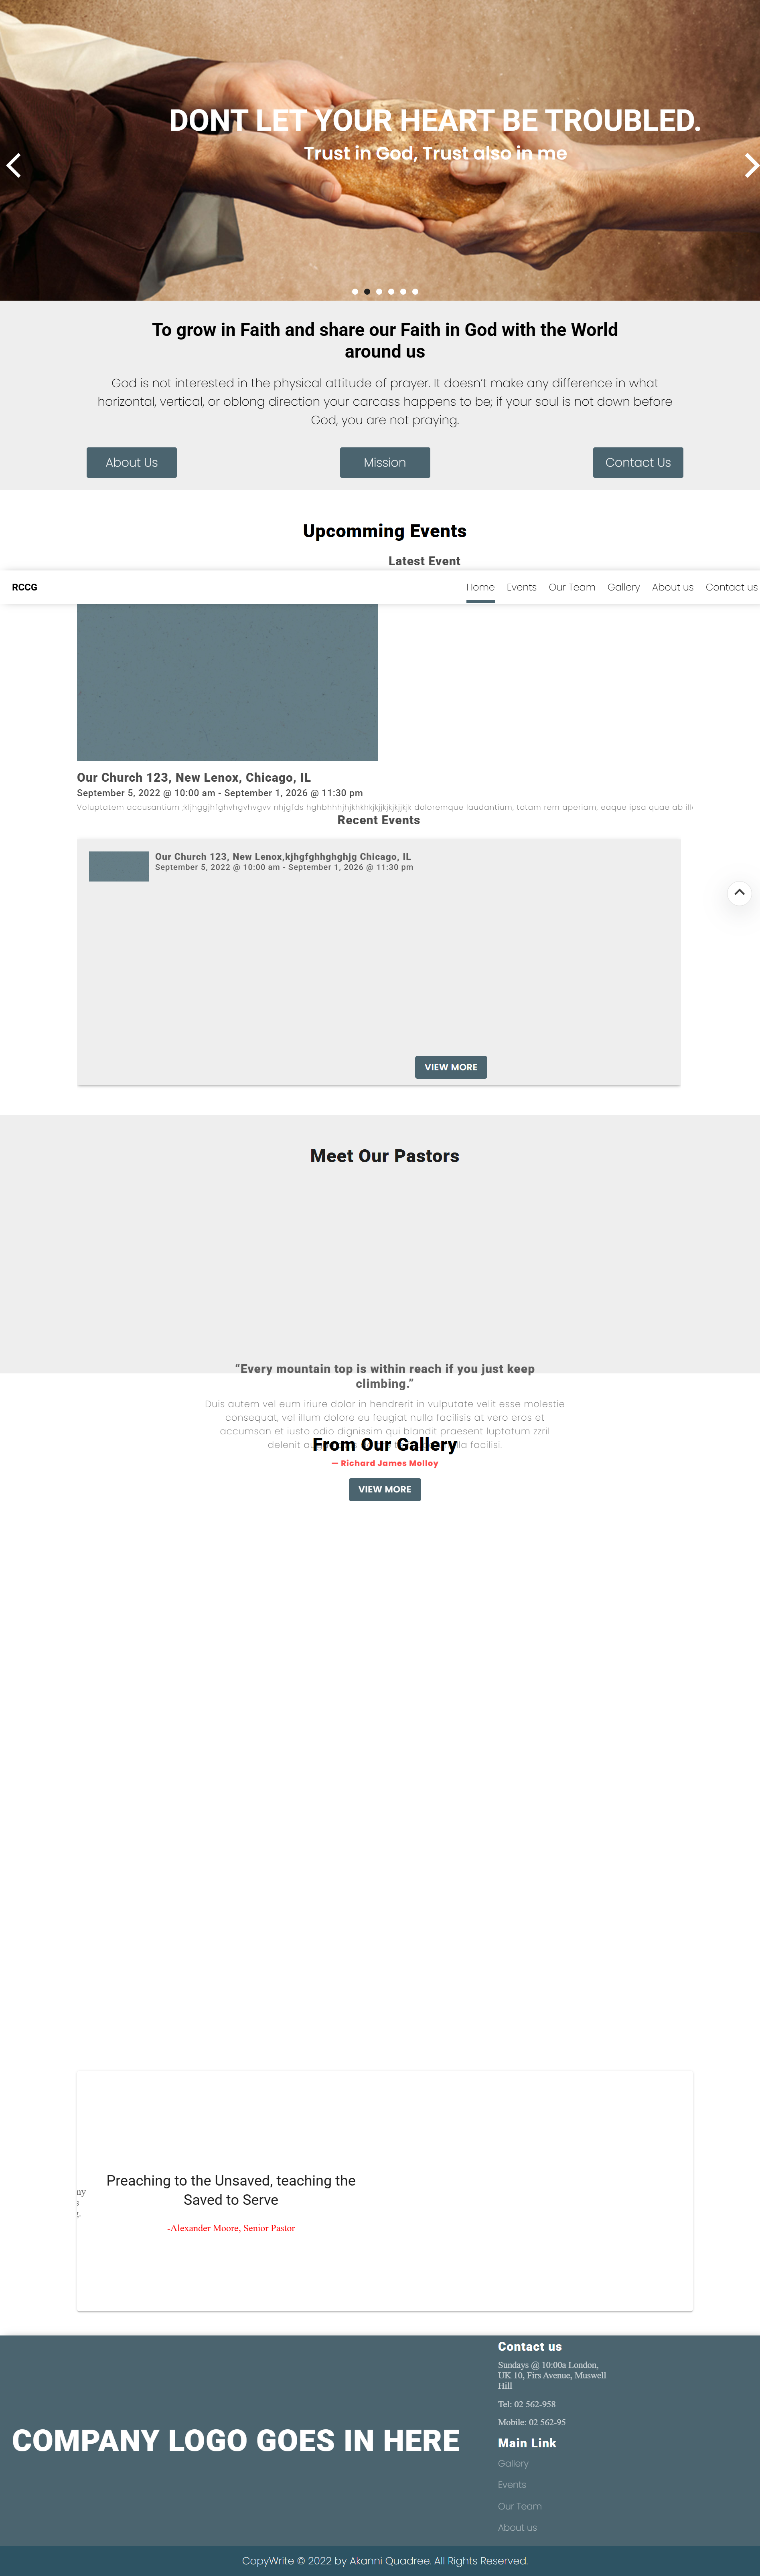 DONT LET YOUR HEART BE TROUBLED.
Trust in God, Trust also in me
To grow in Faith and share our Faith in God with the World
around us
God is not interested in the physical attitude of prayer. It doesn't make any difference in what
horizontal, vertical, or oblong direction your carcass happens to be; if your soul is not down before
God, you are not praying.
About Us
Mission
Contact Us
Upcomming Events
Latest Event
RCCG
Home
Events
Our Team
Gallery
About us
Contact us
Our Church 123, New Lenox, Chicago, IL
September 5, 2022 @ 10:00 am - September 1, 2026 @ 11:30 pm
Voluptatem accusantium doloremque laudantium, totam rem aperiam, eaque ipsa quae ab
Recent Events
Our Church 123, New Lenox,kjhgfghhghghjg Chicago, IL
September 5, 2022 @ 10:00 am - September 1, 2026 @ 11:30 pm
VIEW MORE
Meet Our Pastors
“Every mountain top is within reach if you just keep
climbing.”
Duis autem vel eum iriure dolor in hendrerit in vulputate velit esse molestie
consequat, vel illum dolore eu feugiat nulla facilisis at vero eros et
accumsan et iusto odio dignissim qui blandit praesent luptatum zzril
delenit facilisi.
From Our Gallery
— Richard James Molloy
VIEW MORE
Preaching to the Unsaved, teaching the
Saved to Serve
-Alexander Moore, Senior Pastor
Contact us
Sundays @ 10:00a London,
UK 10, Firs Avenue, Muswell
Hill
Tel: 02 562-958
Mobile: 02 562-95
COMPANY LOGO GOES IN HERE
Main Link
Gallery
Events
Our Team
About us
CopyWrite © 2022 by Akanni Quadree. All Rights Reserved.